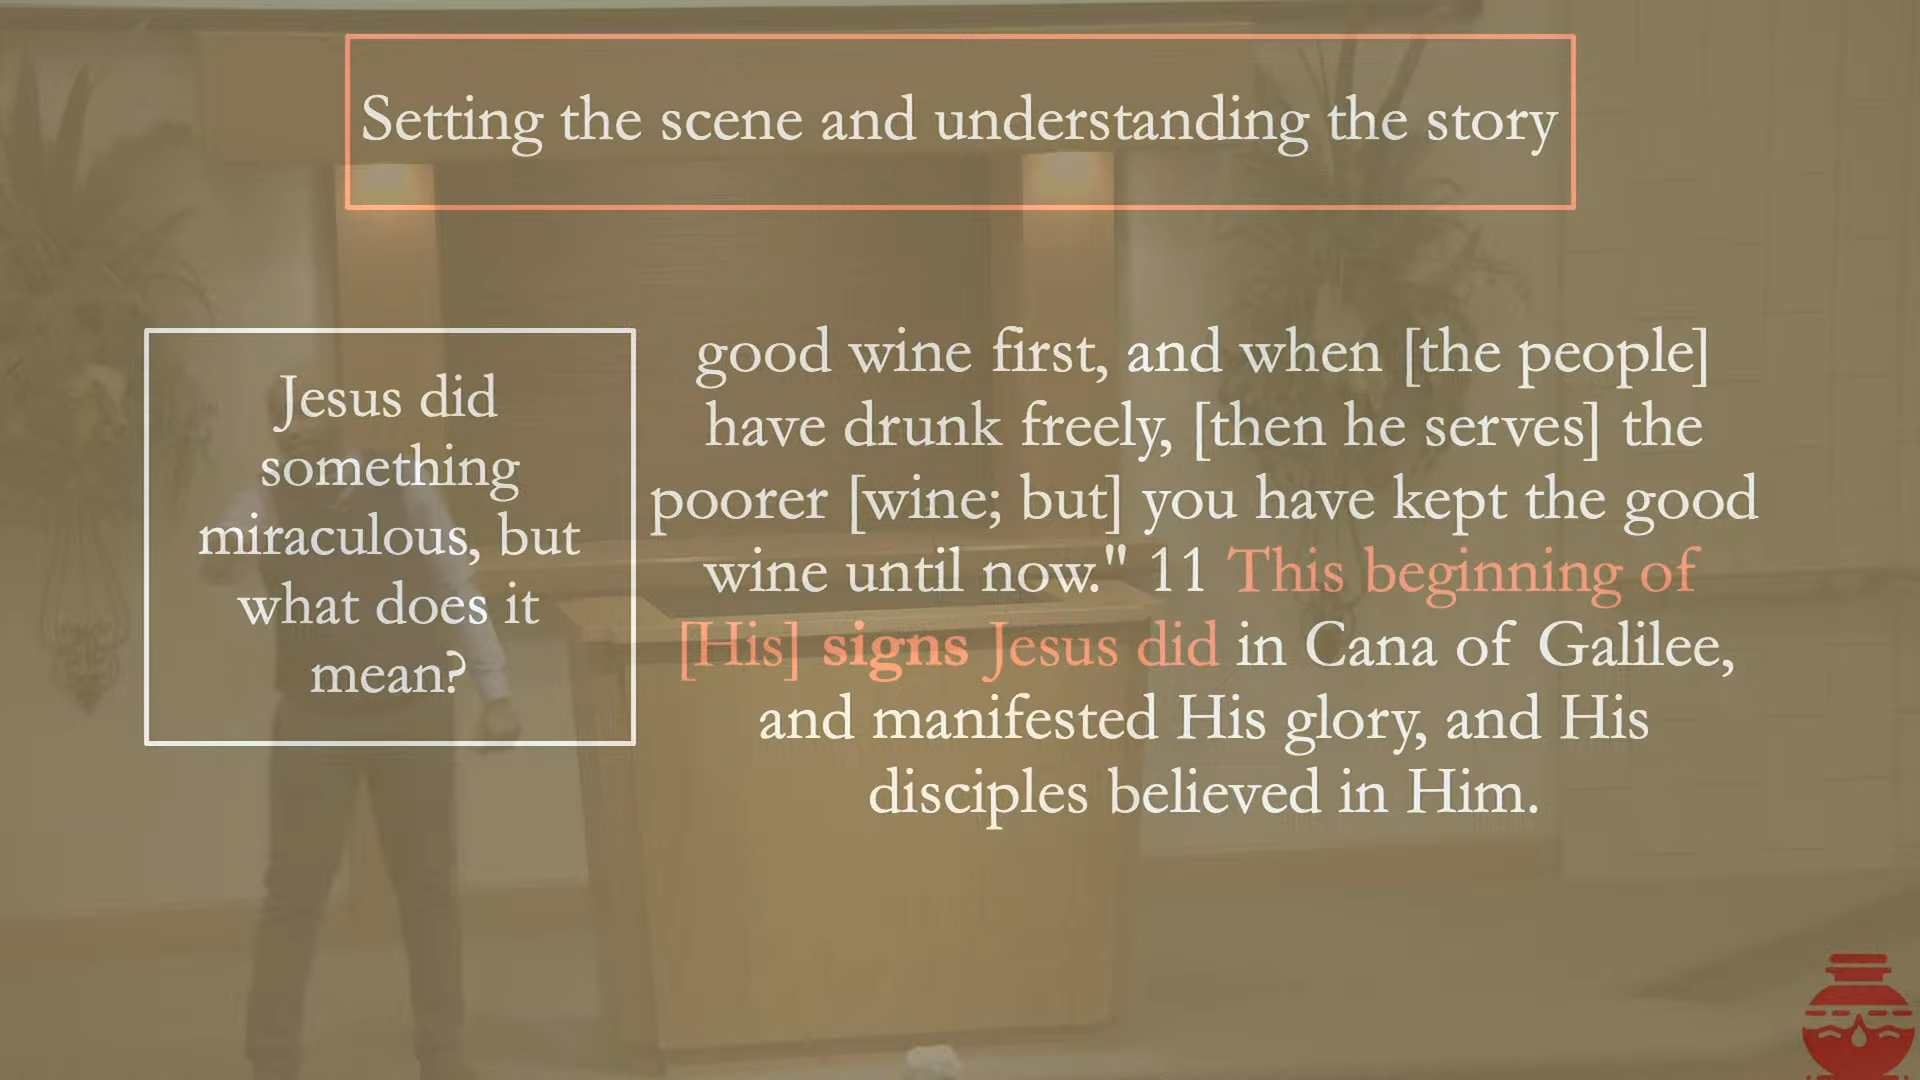 Setting the scene and understanding the story
Jesus did
something
miraculous, but
what does it
mean?
good wine first, and when [the people]
have drunk freely, [then he serves] the
poorer [wine; but] you have kept the good
wine until now." 11 This beginning of
[His] signs Jesus did in Cana of Galilee,
and manifested His glory, and His
disciples believed in Him.